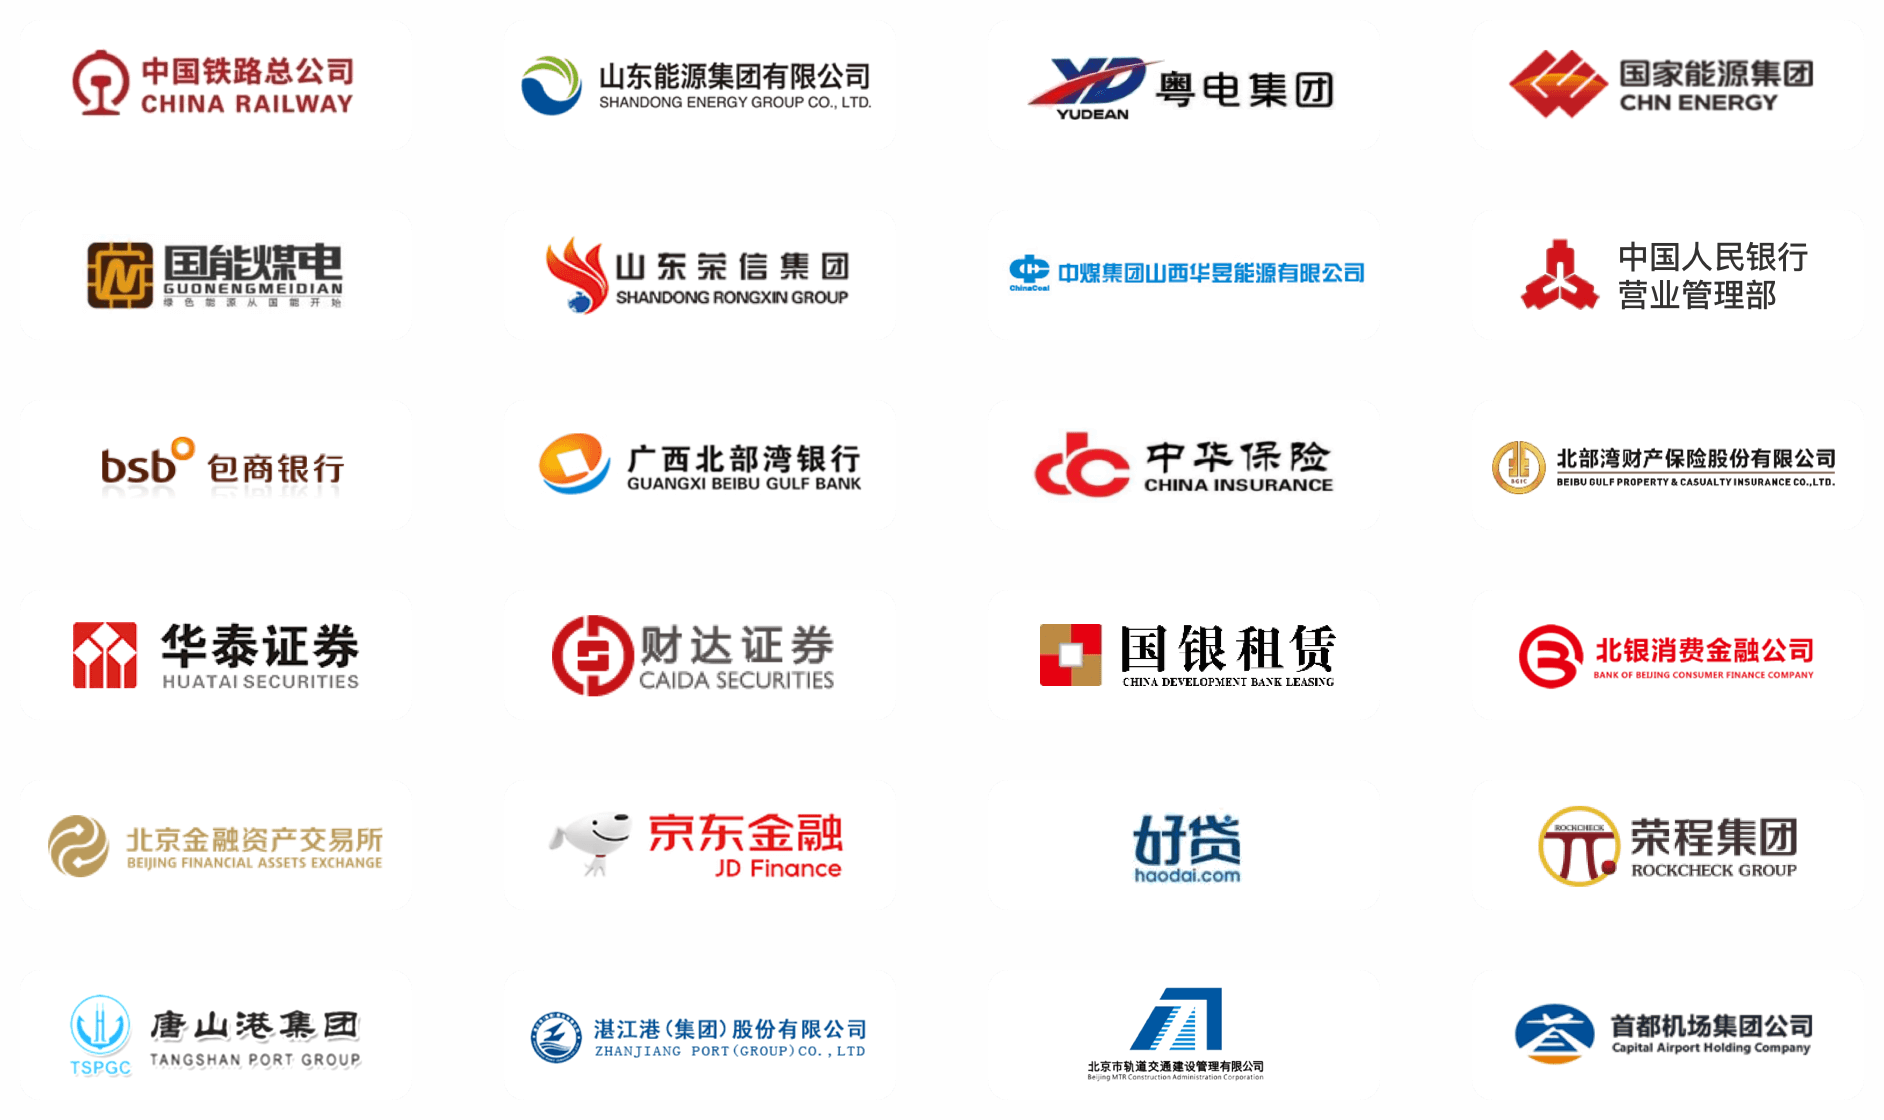 中国铁路总公司
CHINA RAILWAY
山东能源集团有限公司
SHANDONG ENERGY GROUP CO., LTD.
YD
粤电集团
YUDEAN
国家能源集团
CHN ENERGY
国能煤电
GUONENGMEIDIAN
绿色能源从国能开始
山东荣信集团
SHANDONG RONGXIN GROUP
ChinaCoal
中煤集团山西华昱能源有限公司
中国人民银行
营业管理部
bsb 包商银行
广西北部湾银行
GUANGXI BEIBU GULF BANK
中华保险
CHINA INSURANCE
BGIC
北部湾财产保险股份有限公司
BEIBU GULF PROPERTY & CASUALTY INSURANCE CO.,LTD.
华泰证券
HUATAI SECURITIES
财达证券
CAIDA SECURITIES
国银租赁
CHINA DEVELOPMENT BANK LEASING
北银消费金融公司
BANK OF BEIJING CONSUMER FINANCE COMPANY
北京金融资产交易所
BEIJING FINANCIAL ASSETS EXCHANGE
京东金融
JD Finance
好贷
haodai.com
ROCKCHECK
荣程集团
ROCKCHECK GROUP
TSPGC
唐山港集团
TANGSHAN PORT GROUP
湛江港(集团)股份有限公司
ZHANJIANG PORT(GROUP)CO.,LTD
北京市轨道交通建设管理有限公司
Beijing MTR Construction Administration Corporation
首都机场集团公司
Capital Airport Holding Company